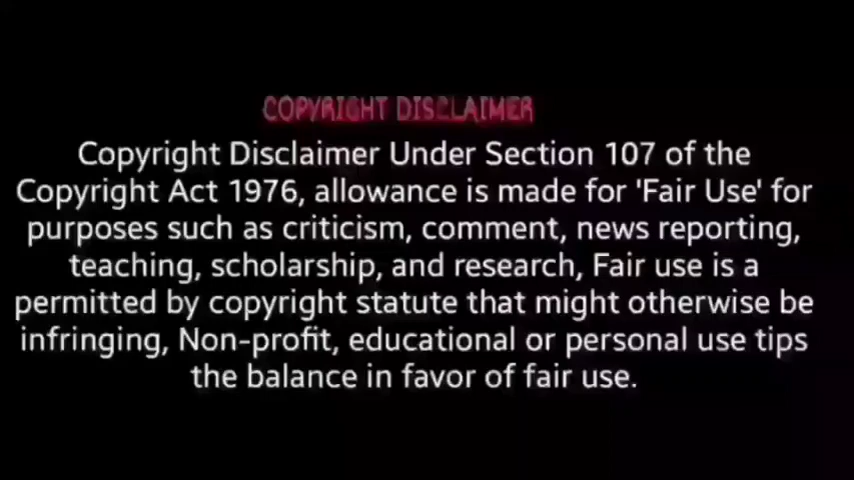 COPYRIGHT DISCLAIMER
Copyright Disclaimer Under Section 107 of the
Copyright Act 1976, allowance is made for 'Fair Use' for
purposes such as criticism, comment, news reporting,
teaching, scholarship, and research, Fair use is a
permitted by copyright statute that might otherwise be
infringing, Non-profit, educational or personal use tips
the balance in favor of fair use.